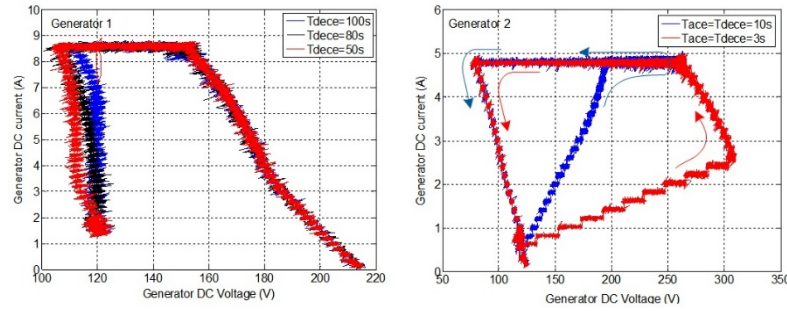 Generator 1
Tdece=100s
Tdece=80s
Tdece=50s
10
9
8
7
6
5
4
3
2
1
0
100 120 140 160 180 200 220
Generator DC current (A)
Generator DC Voltage (V)
Generator 2
Tace=Tdece=10s
Tace=Tdece=3s
6
5
4
3
2
1
0
50 100 150 200 250 300 350
Generator DC current (A)
Generator DC Voltage (V)